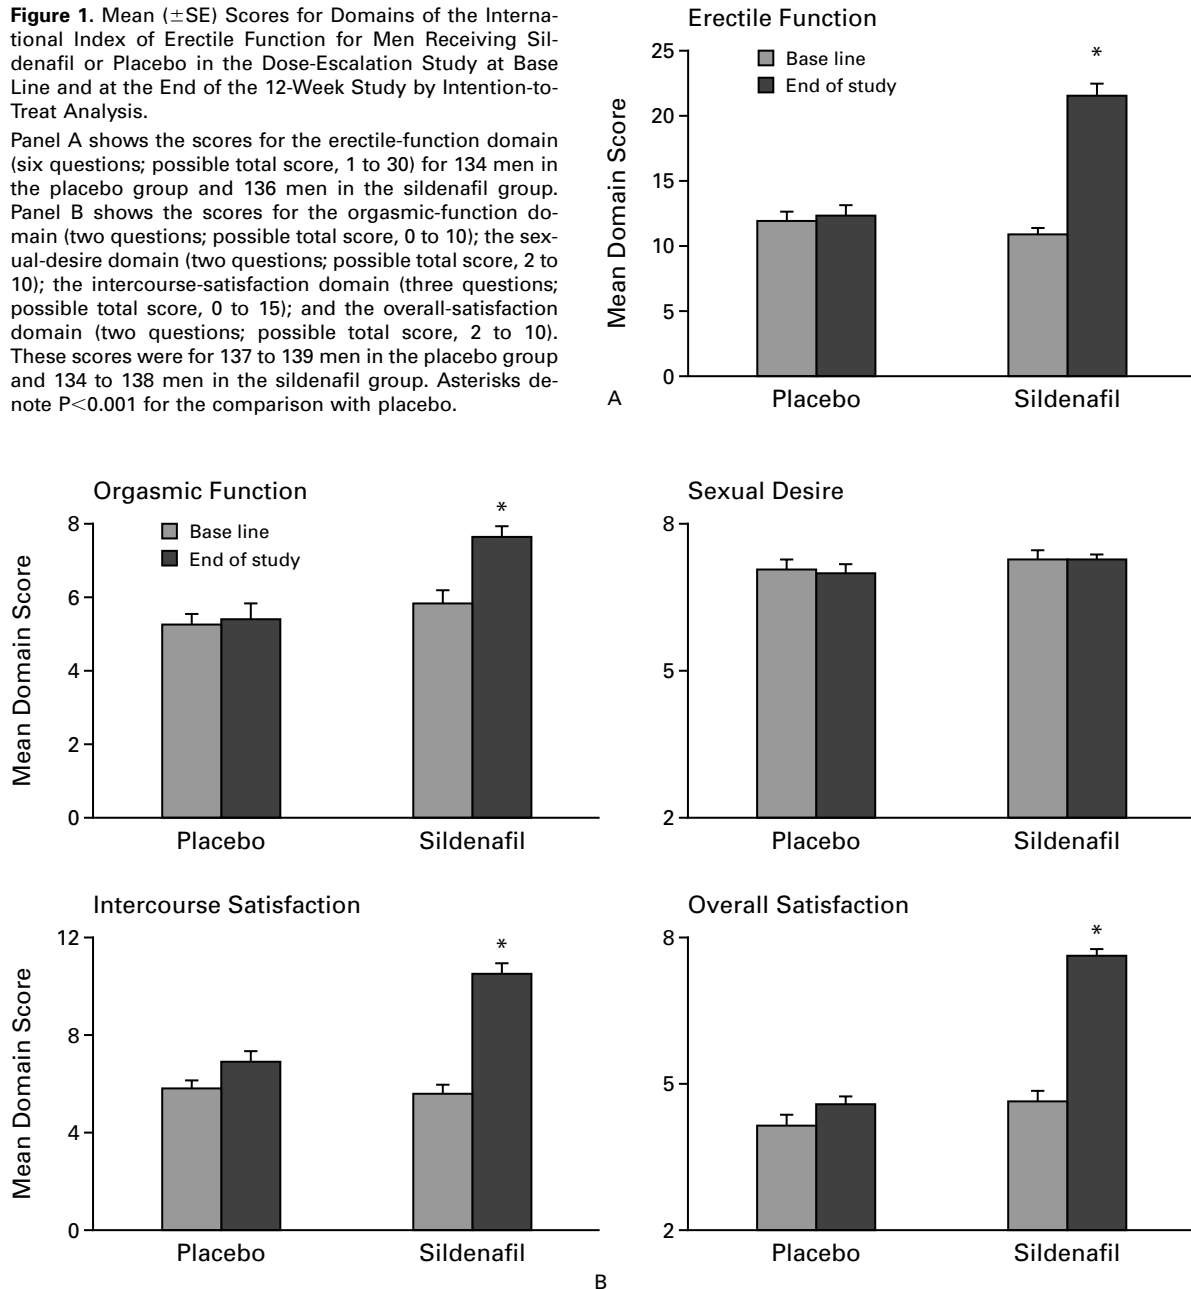 Figure 1. Mean (±SE) Scores for Domains of the Interna-
tional Index of Erectile Function for Men Receiving Sil-
denafil or Placebo in the Dose-Escalation Study at Base
Line and at the End of the 12-Week Study by Intention-to-
Treat Analysis.
Panel A shows the scores for the erectile-function domain
(six questions; possible total score, 1 to 30) for 134 men in
the placebo group and 136 men in the sildenafil group.
Panel B shows the scores for the orgasmic-function do-
main (two questions; possible total score, 0 to 10); the sex-
ual-desire domain (two questions; possible total score, 2 to
10); the intercourse-satisfaction domain (three questions;
possible total score, 0 to 15); and the overall-satisfaction
domain (two questions; possible total score, 2 to 10).
These scores were for 137 to 139 men in the placebo group
and 134 to 138 men in the sildenafil group. Asterisks de-
note P<0.001 for the comparison with placebo.
Erectile Function
Mean Domain Score
25
20
15
10
5
0
Base line
End of study
*
Placebo
Sildenafil
A
Orgasmic Function
Mean Domain Score
8
6
4
2
0
Base line
End of study
*
Placebo
Sildenafil
Sexual Desire
8
5
2
Placebo
Sildenafil
Intercourse Satisfaction
Mean Domain Score
12
8
4
0
*
Placebo
Sildenafil
Overall Satisfaction
8
5
2
*
Placebo
Sildenafil
B